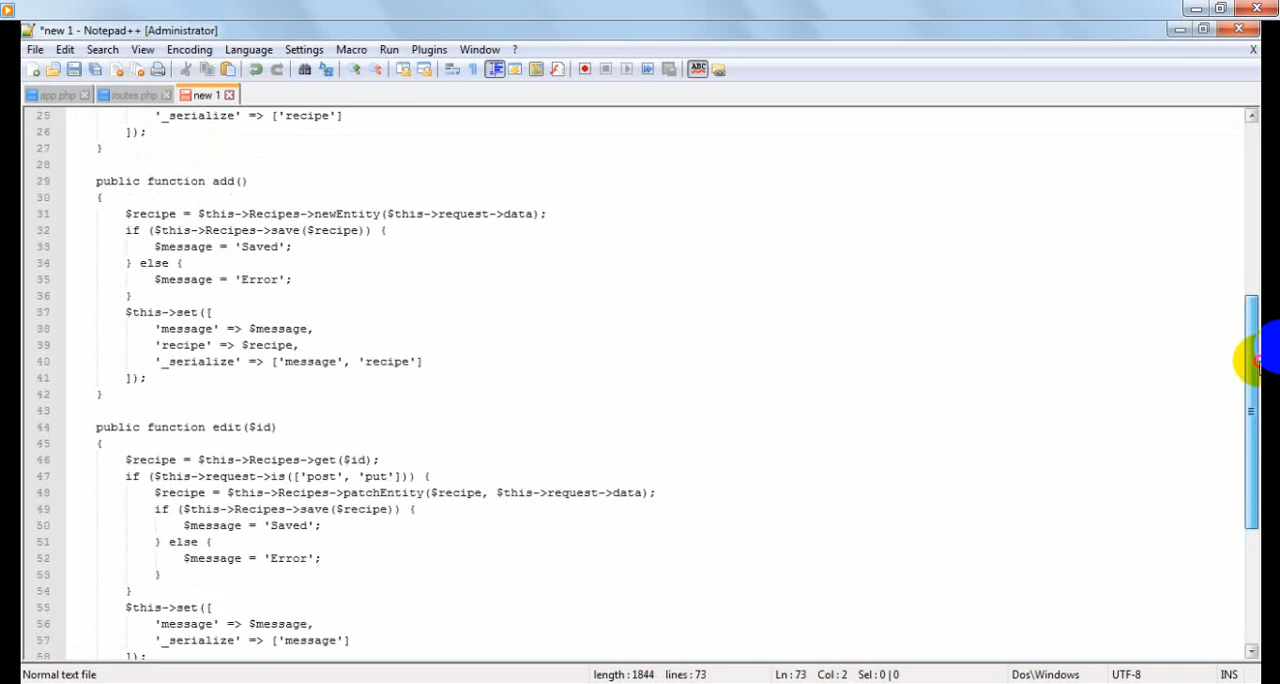 *new 1 - Notepad++ [Administrator]
File Edit Search View Encoding Language Settings Macro Run Plugins Window ? X
app.php routes.php new 1
25 '_serialize' => ['recipe']
26 ]);
27 }
28
29 public function add()
30 {
31 $recipe = $this->Recipes->newEntity($this->request->data);
32 if ($this->Recipes->save($recipe)) {
33 $message = 'Saved';
34 } else {
35 $message = 'Error';
36 }
37 $this->set([
38 'message' => $message,
39 'recipe' => $recipe,
40 '_serialize' => ['message', 'recipe']
41 ]);
42 }
43
44 public function edit($id)
45 {
46 $recipe = $this->Recipes->get($id);
47 if ($this->request->is(['post', 'put'])) {
48 $recipe = $this->Recipes->patchEntity($recipe, $this->request->data);
49 if ($this->Recipes->save($recipe)) {
50 $message = 'Saved';
51 } else {
52 $message = 'Error';
53 }
54 }
55 $this->set([
56 'message' => $message,
57 '_serialize' => ['message']
58 ]);
Normal text file length : 1844 lines : 73 Ln : 73 Col : 2 Sel : 0 | 0 Dos\Windows UTF-8 INS